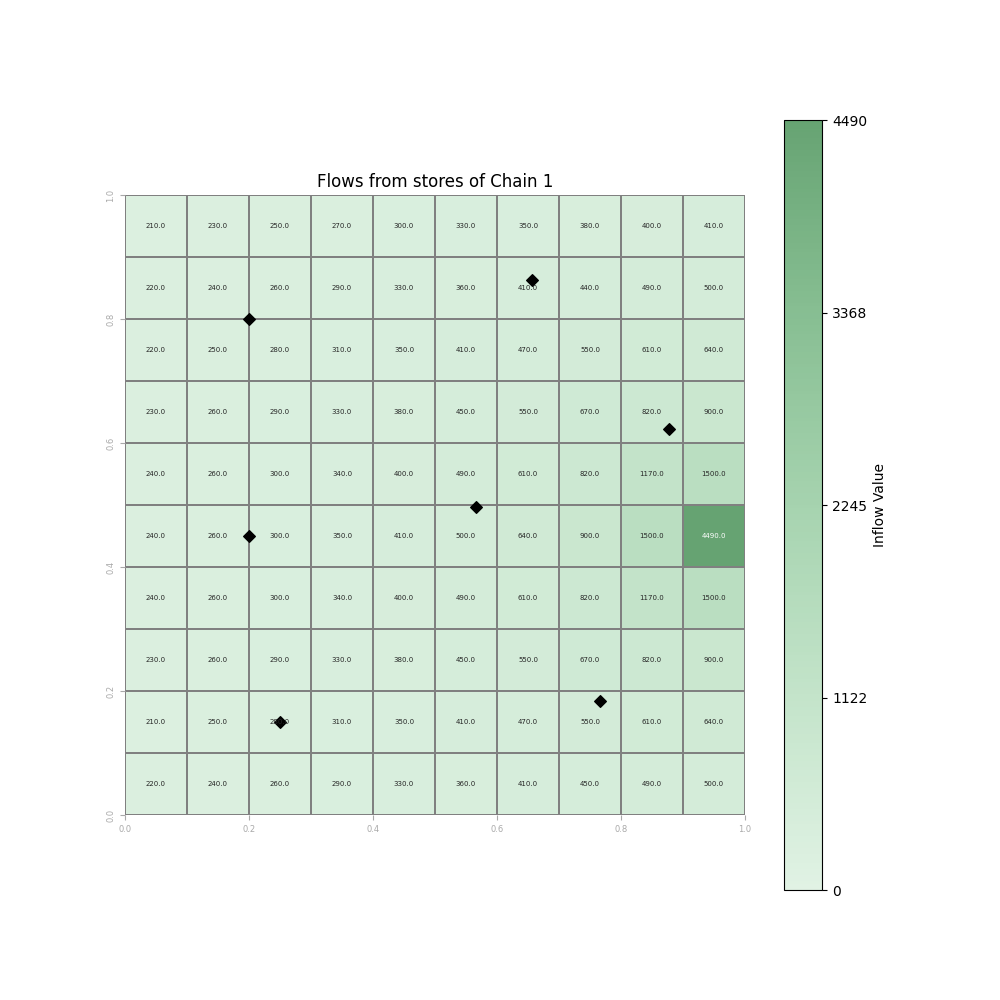 Flows from stores of Chain 1
1.0
210.0 230.0 250.0 270.0 300.0 330.0 350.0 380.0 400.0 410.0
220.0 240.0 260.0 290.0 330.0 360.0 410.0 440.0 490.0 500.0
0.8
220.0 250.0 280.0 310.0 350.0 410.0 470.0 550.0 610.0 640.0
230.0 260.0 290.0 330.0 380.0 450.0 550.0 670.0 820.0 900.0
0.6
240.0 260.0 300.0 340.0 400.0 490.0 610.0 820.0 1170.0 1500.0
240.0 260.0 300.0 350.0 410.0 500.0 640.0 900.0 1500.0 4490.0
0.4
240.0 260.0 300.0 340.0 400.0 490.0 610.0 820.0 1170.0 1500.0
230.0 260.0 290.0 330.0 380.0 450.0 550.0 670.0 820.0 900.0
0.2
210.0 250.0 310.0 350.0 410.0 470.0 550.0 610.0 640.0
220.0 240.0 260.0 290.0 330.0 360.0 410.0 450.0 490.0 500.0
0.0
0.0 0.2 0.4 0.6 0.8 1.0
4490
3368
2245
1122
0
Inflow Value